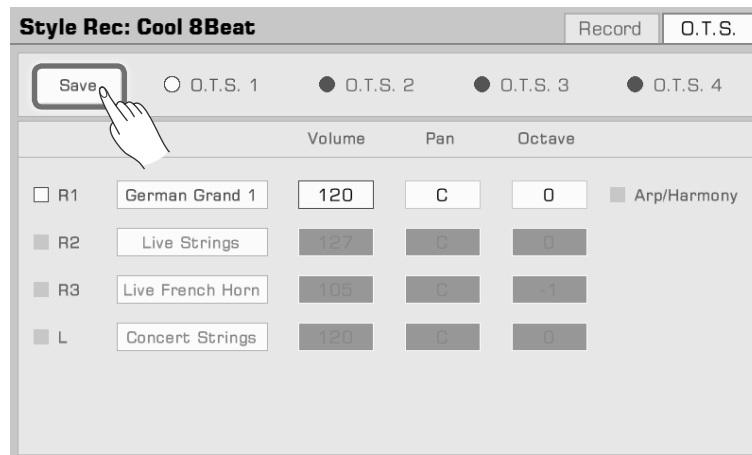 Style Rec: Cool 8Beat Record O.T.S.
Save O.T.S. 1 O.T.S. 2 O.T.S. 3 O.T.S. 4
Volume Pan Octave
R1 German Grand 1 120 C 0 Arp/Harmony
R2 Live Strings 127 C 0
R3 Live French Horn 105 C -1
L Concert Strings 120 C 0